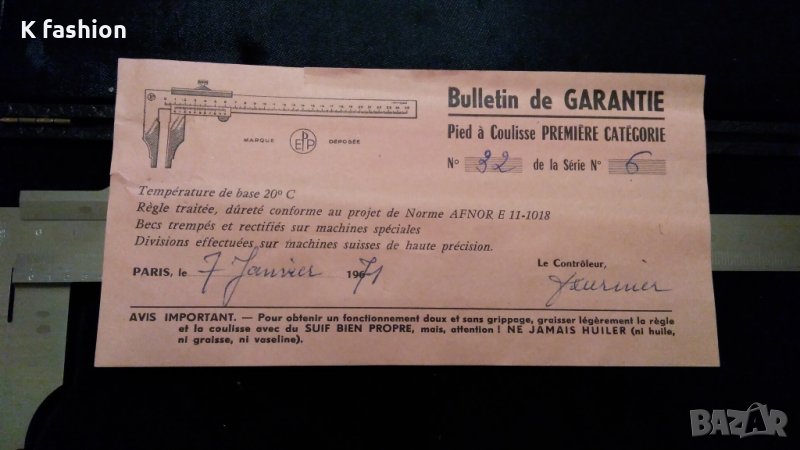 K fashion
Bulletin de GARANTIE
Pied à Coulisse PREMIÈRE CATÉGORIE
MARQUE EPP DÉPOSÉE
N° 32 de la Série N° 6
Température de base 20° C
Règle traitée, dûreté conforme au projet de Norme AFNOR E 11-1018
Becs trempés et rectifiés sur machines spéciales
Divisions effectuées sur machines suisses de haute précision.
PARIS, le 7 Janvier 1971
Le Contrôleur,
Fournier
AVIS IMPORTANT. — Pour obtenir un fonctionnement doux et sans grippage, graisser légèrement la règle
et la coulisse avec du SUIF BIEN PROPRE, mais, attention ! NE JAMAIS HUILER (ni huile,
ni graisse, ni vaseline).
BAZAR